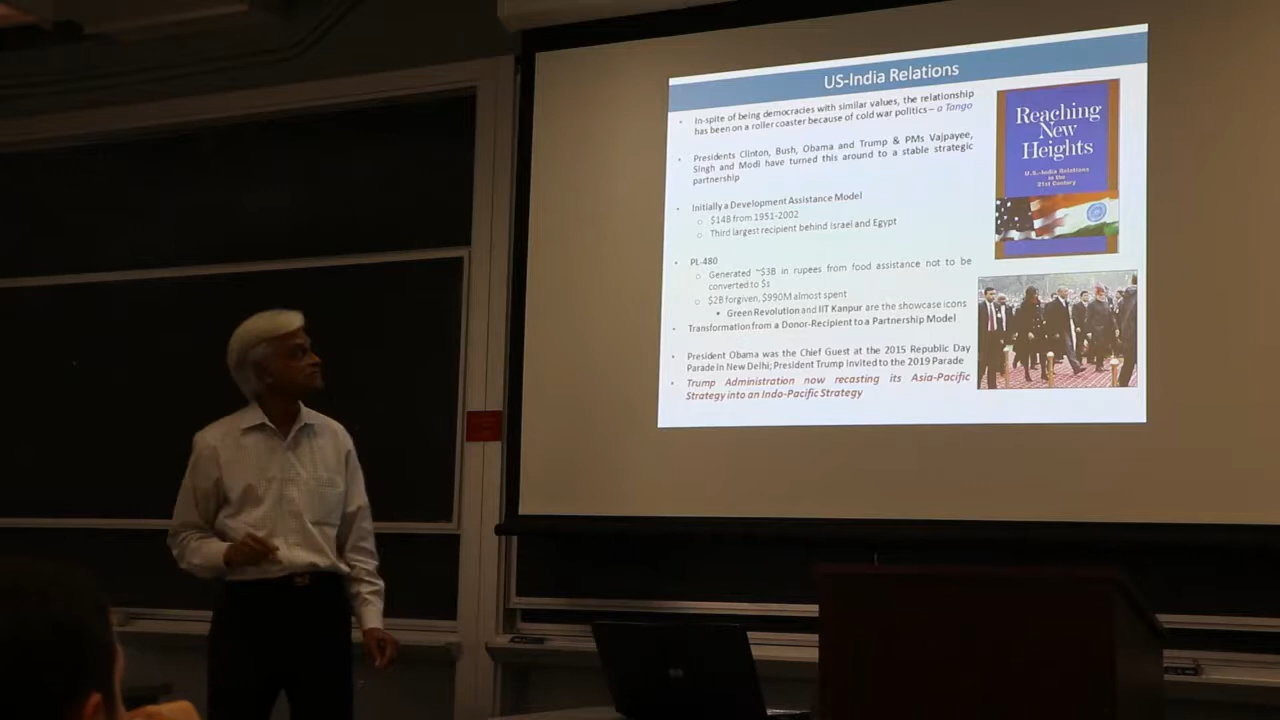 US-India Relations
• In-spite of being democracies with similar values, the relationship
has been on a roller coaster because of cold war politics – a Tango
• Presidents Clinton, Bush, Obama and Trump & PMs Vajpayee,
Singh and Modi have turned this around to a stable strategic
partnership
• Initially a Development Assistance Model
o $14B from 1951-2002
o Third largest recipient behind Israel and Egypt
• PL-480
o Generated ~$3B in rupees from food assistance not to be
converted to $s
o $2B forgiven, $990M almost spent
• Green Revolution and IIT Kanpur are the showcase icons
• Transformation from a Donor-Recipient to a Partnership Model
• President Obama was the Chief Guest at the 2015 Republic Day
Parade in New Delhi; President Trump invited to the 2019 Parade
• Trump Administration now recasting its Asia-Pacific
Strategy into an Indo-Pacific Strategy
Reaching
New
Heights
U.S.-India Relations
in the
21st Century